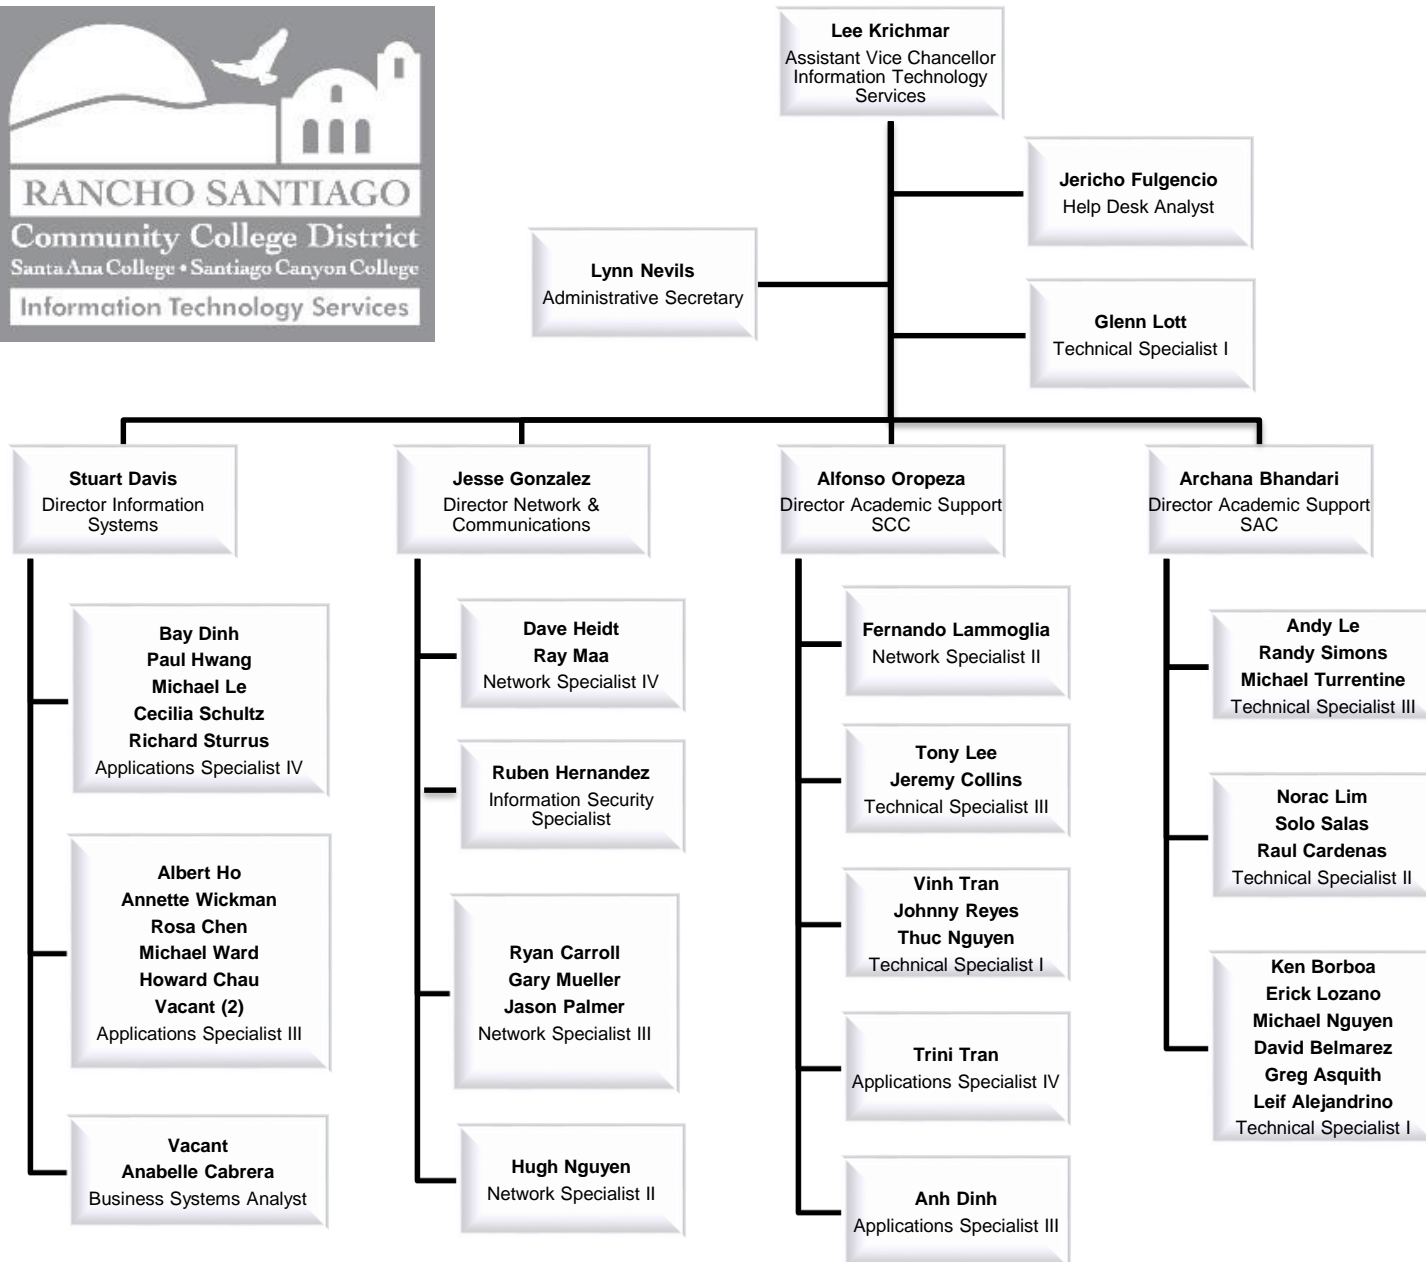 RANCHO SANTIAGO
Community College District
Santa Ana College • Santiago Canyon College
Information Technology Services
Lee Krichmar
Assistant Vice Chancellor
Information Technology
Services
Jericho Fulgencio
Help Desk Analyst
Lynn Nevils
Administrative Secretary
Glenn Lott
Technical Specialist I
Stuart Davis
Director Information
Systems
Bay Dinh
Paul Hwang
Michael Le
Cecilia Schultz
Richard Sturrus
Applications Specialist IV
Albert Ho
Annette Wickman
Rosa Chen
Michael Ward
Howard Chau
Vacant (2)
Applications Specialist III
Vacant
Anabelle Cabrera
Business Systems Analyst
Jesse Gonzalez
Director Network &
Communications
Dave Heidt
Ray Maa
Network Specialist IV
Ruben Hernandez
Information Security
Specialist
Ryan Carroll
Gary Mueller
Jason Palmer
Network Specialist III
Hugh Nguyen
Network Specialist II
Alfonso Oropeza
Director Academic Support
SCC
Fernando Lammoglia
Network Specialist II
Tony Lee
Jeremy Collins
Technical Specialist III
Vinh Tran
Johnny Reyes
Thuc Nguyen
Technical Specialist I
Trini Tran
Applications Specialist IV
Anh Dinh
Applications Specialist III
Archana Bhandari
Director Academic Support
SAC
Andy Le
Randy Simons
Michael Turrentine
Technical Specialist III
Norac Lim
Solo Salas
Raul Cardenas
Technical Specialist II
Ken Borboa
Erick Lozano
Michael Nguyen
David Belmarez
Greg Asquith
Leif Alejandrino
Technical Specialist I